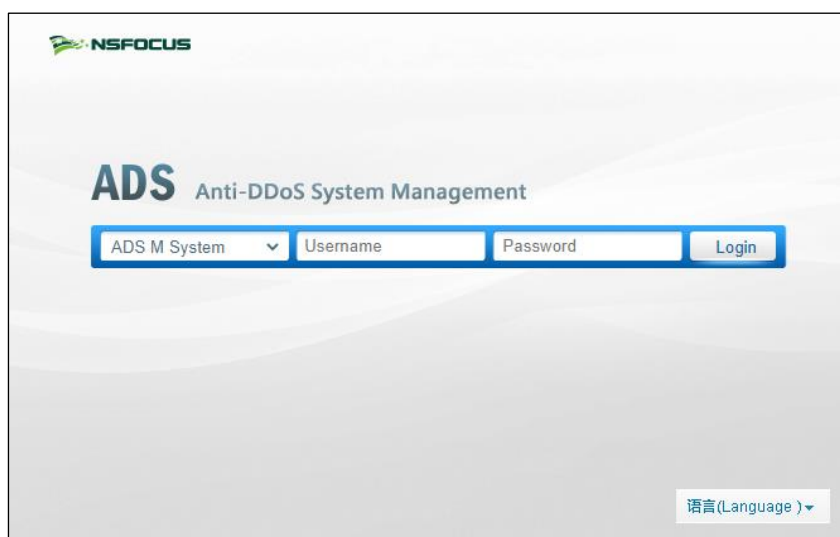 NSFOCUS
ADS Anti-DDoS System Management
ADS M System Username Password Login
语言(Language )